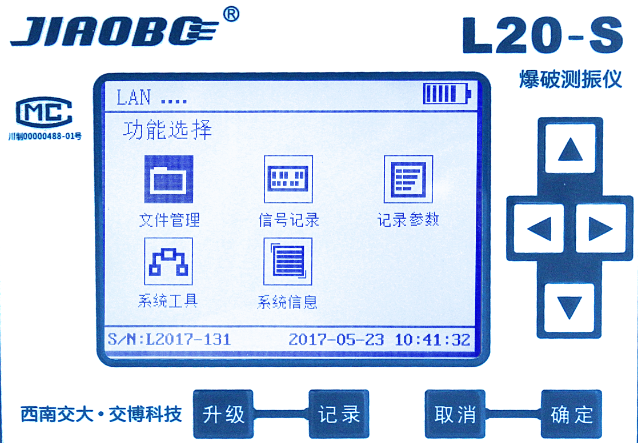 JIAOBO®
L20-S
爆破测振仪
MC
川制00000488-01号
LAN ....
功能选择
文件管理 信号记录 记录参数
系统工具 系统信息
S/N:L2017-131 2017-05-23 10:41:32
西南交大·交博科技 升级 记录 取消 确定